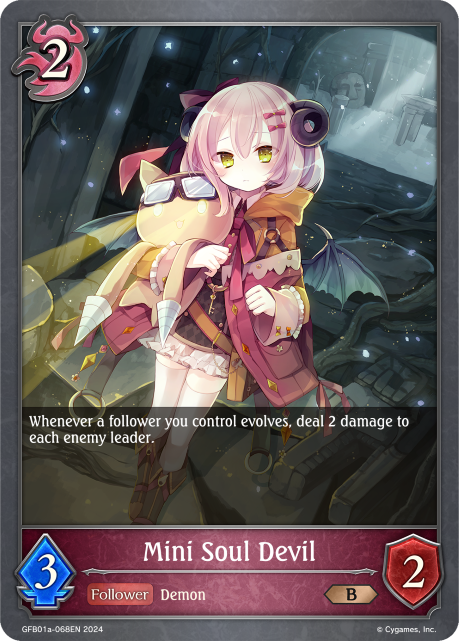 2
Whenever a follower you control evolves, deal 2 damage to
each enemy leader.
Mini Soul Devil
3
Follower Demon
B
2
GFB01a-068EN 2024
© Cygames, Inc.